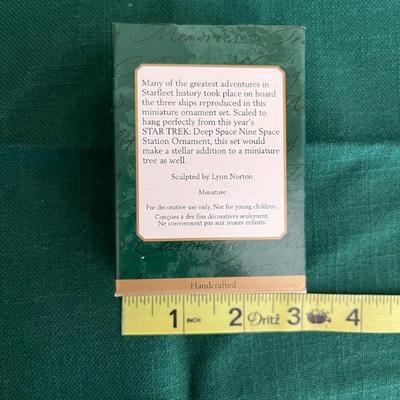 Memories
Many of the greatest adventures in
Starfleet history took place on board
the three ships reproduced in this
miniature ornament set. Scaled to
hang perfectly from this year's
STAR TREK: Deep Space Nine Space
Station Ornament, this set would
make a stellar addition to a miniature
tree as well.
Sculpted by Lynn Norton
Miniature
For decorative use only. Not for young children.
Conçues à des fins décoratives seulement.
Ne conviennent pas aux jeunes enfants.
Handcrafted
1 INCH 2 Dritz 3 4